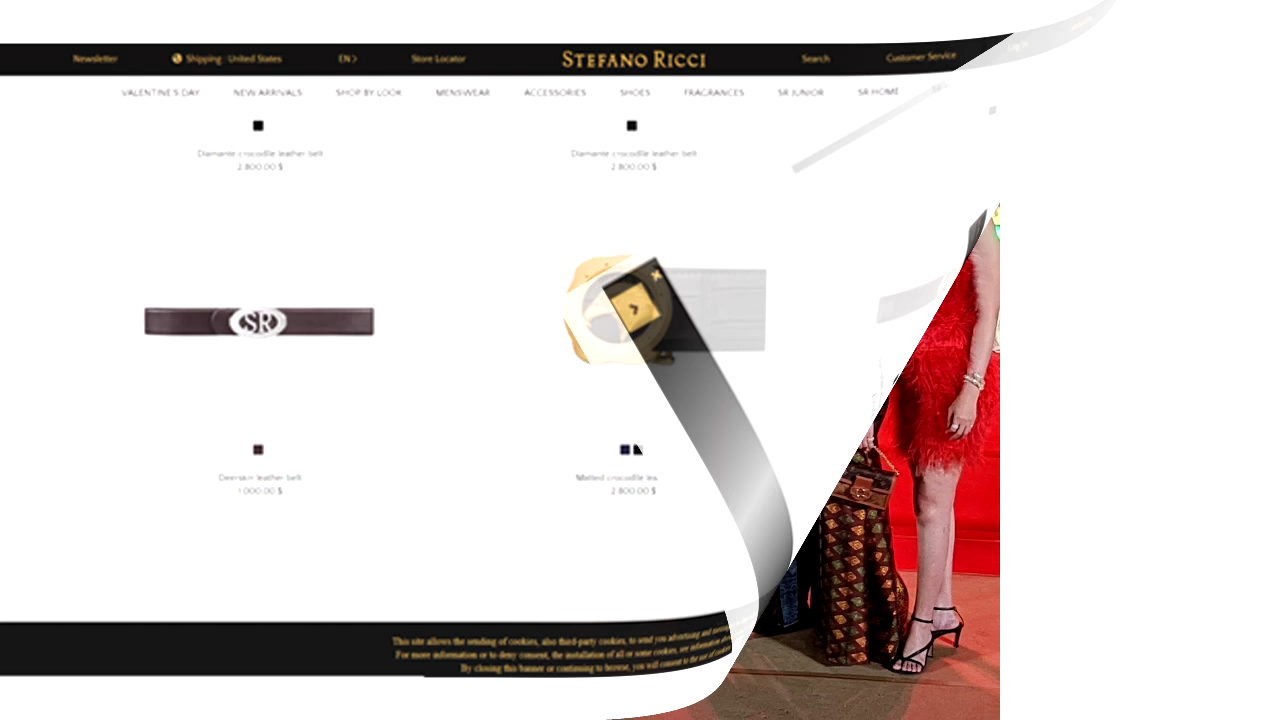 Newsletter Shipping: United States EN Store Locator STEFANO RICCI Search Customer Service Log In
VALENTINE'S DAY NEW ARRIVALS SHOP BY LOOK MENSWEAR ACCESSORIES SHOES FRAGRANCES SR JUNIOR SR HOME
Diamante crocodile leather belt
2 800.00 $
Diamante crocodile leather belt
2 800.00 $
SR
Deerskin leather belt
1 000.00 $
Matted crocodile lea
2 800.00 $
This site allows the sending of cookies, also third-party cookies, to send you advertising and
For more information or to deny consent, the installation of all or some cookies, see information
By closing this banner or continuing to browse, you will consent to the use of cookies